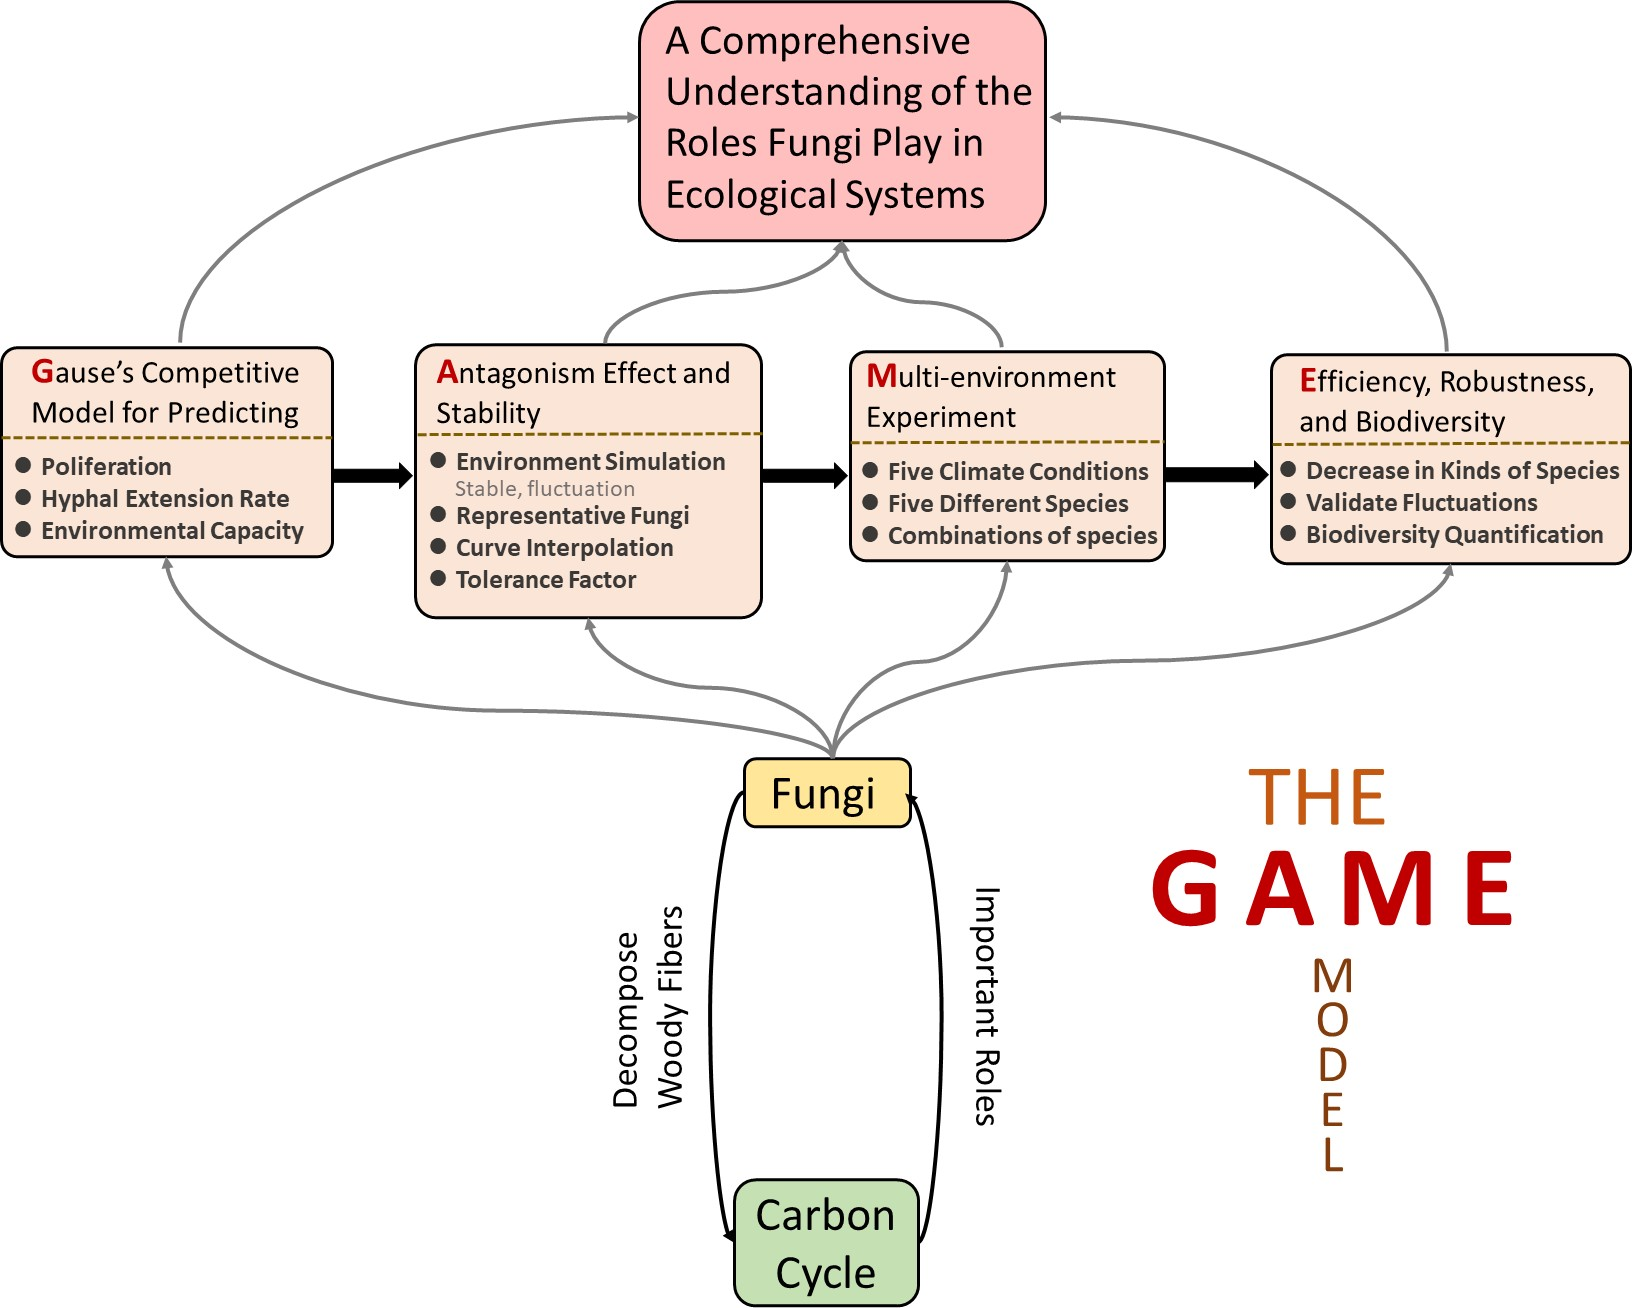 A Comprehensive
Understanding of the
Roles Fungi Play in
Ecological Systems
Gause’s Competitive
Model for Predicting
● Poliferation
● Hyphal Extension Rate
● Environmental Capacity
Antagonism Effect and
Stability
● Environment Simulation
Stable, fluctuation
● Representative Fungi
● Curve Interpolation
● Tolerance Factor
Multi-environment
Experiment
● Five Climate Conditions
● Five Different Species
● Combinations of species
Efficiency, Robustness,
and Biodiversity
● Decrease in Kinds of Species
● Validate Fluctuations
● Biodiversity Quantification
Fungi
Decompose
Woody Fibers
Important Roles
Carbon
Cycle
THE
GAME
MODEL